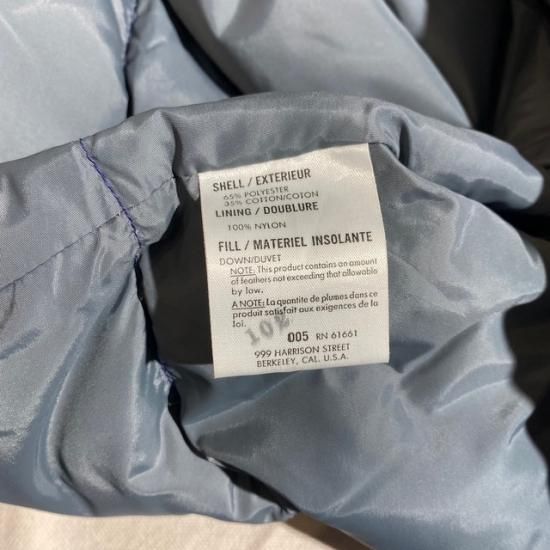 SHELL / EXTERIEUR
65% POLYESTER
35% COTTON/COTON
LINING / DOUBLURE
100% NYLON
FILL / MATERIEL INSOLANTE
DOWN/DUVET
NOTE: This product contains an amount
of feathers not exceeding that allowable
by law.
A NOTE: La quantite de plumes dans ce
produit satisfait aux exigences de la
loi.
005 RN 61661
999 HARRISON STREET
BERKELEY, CAL. U.S.A.